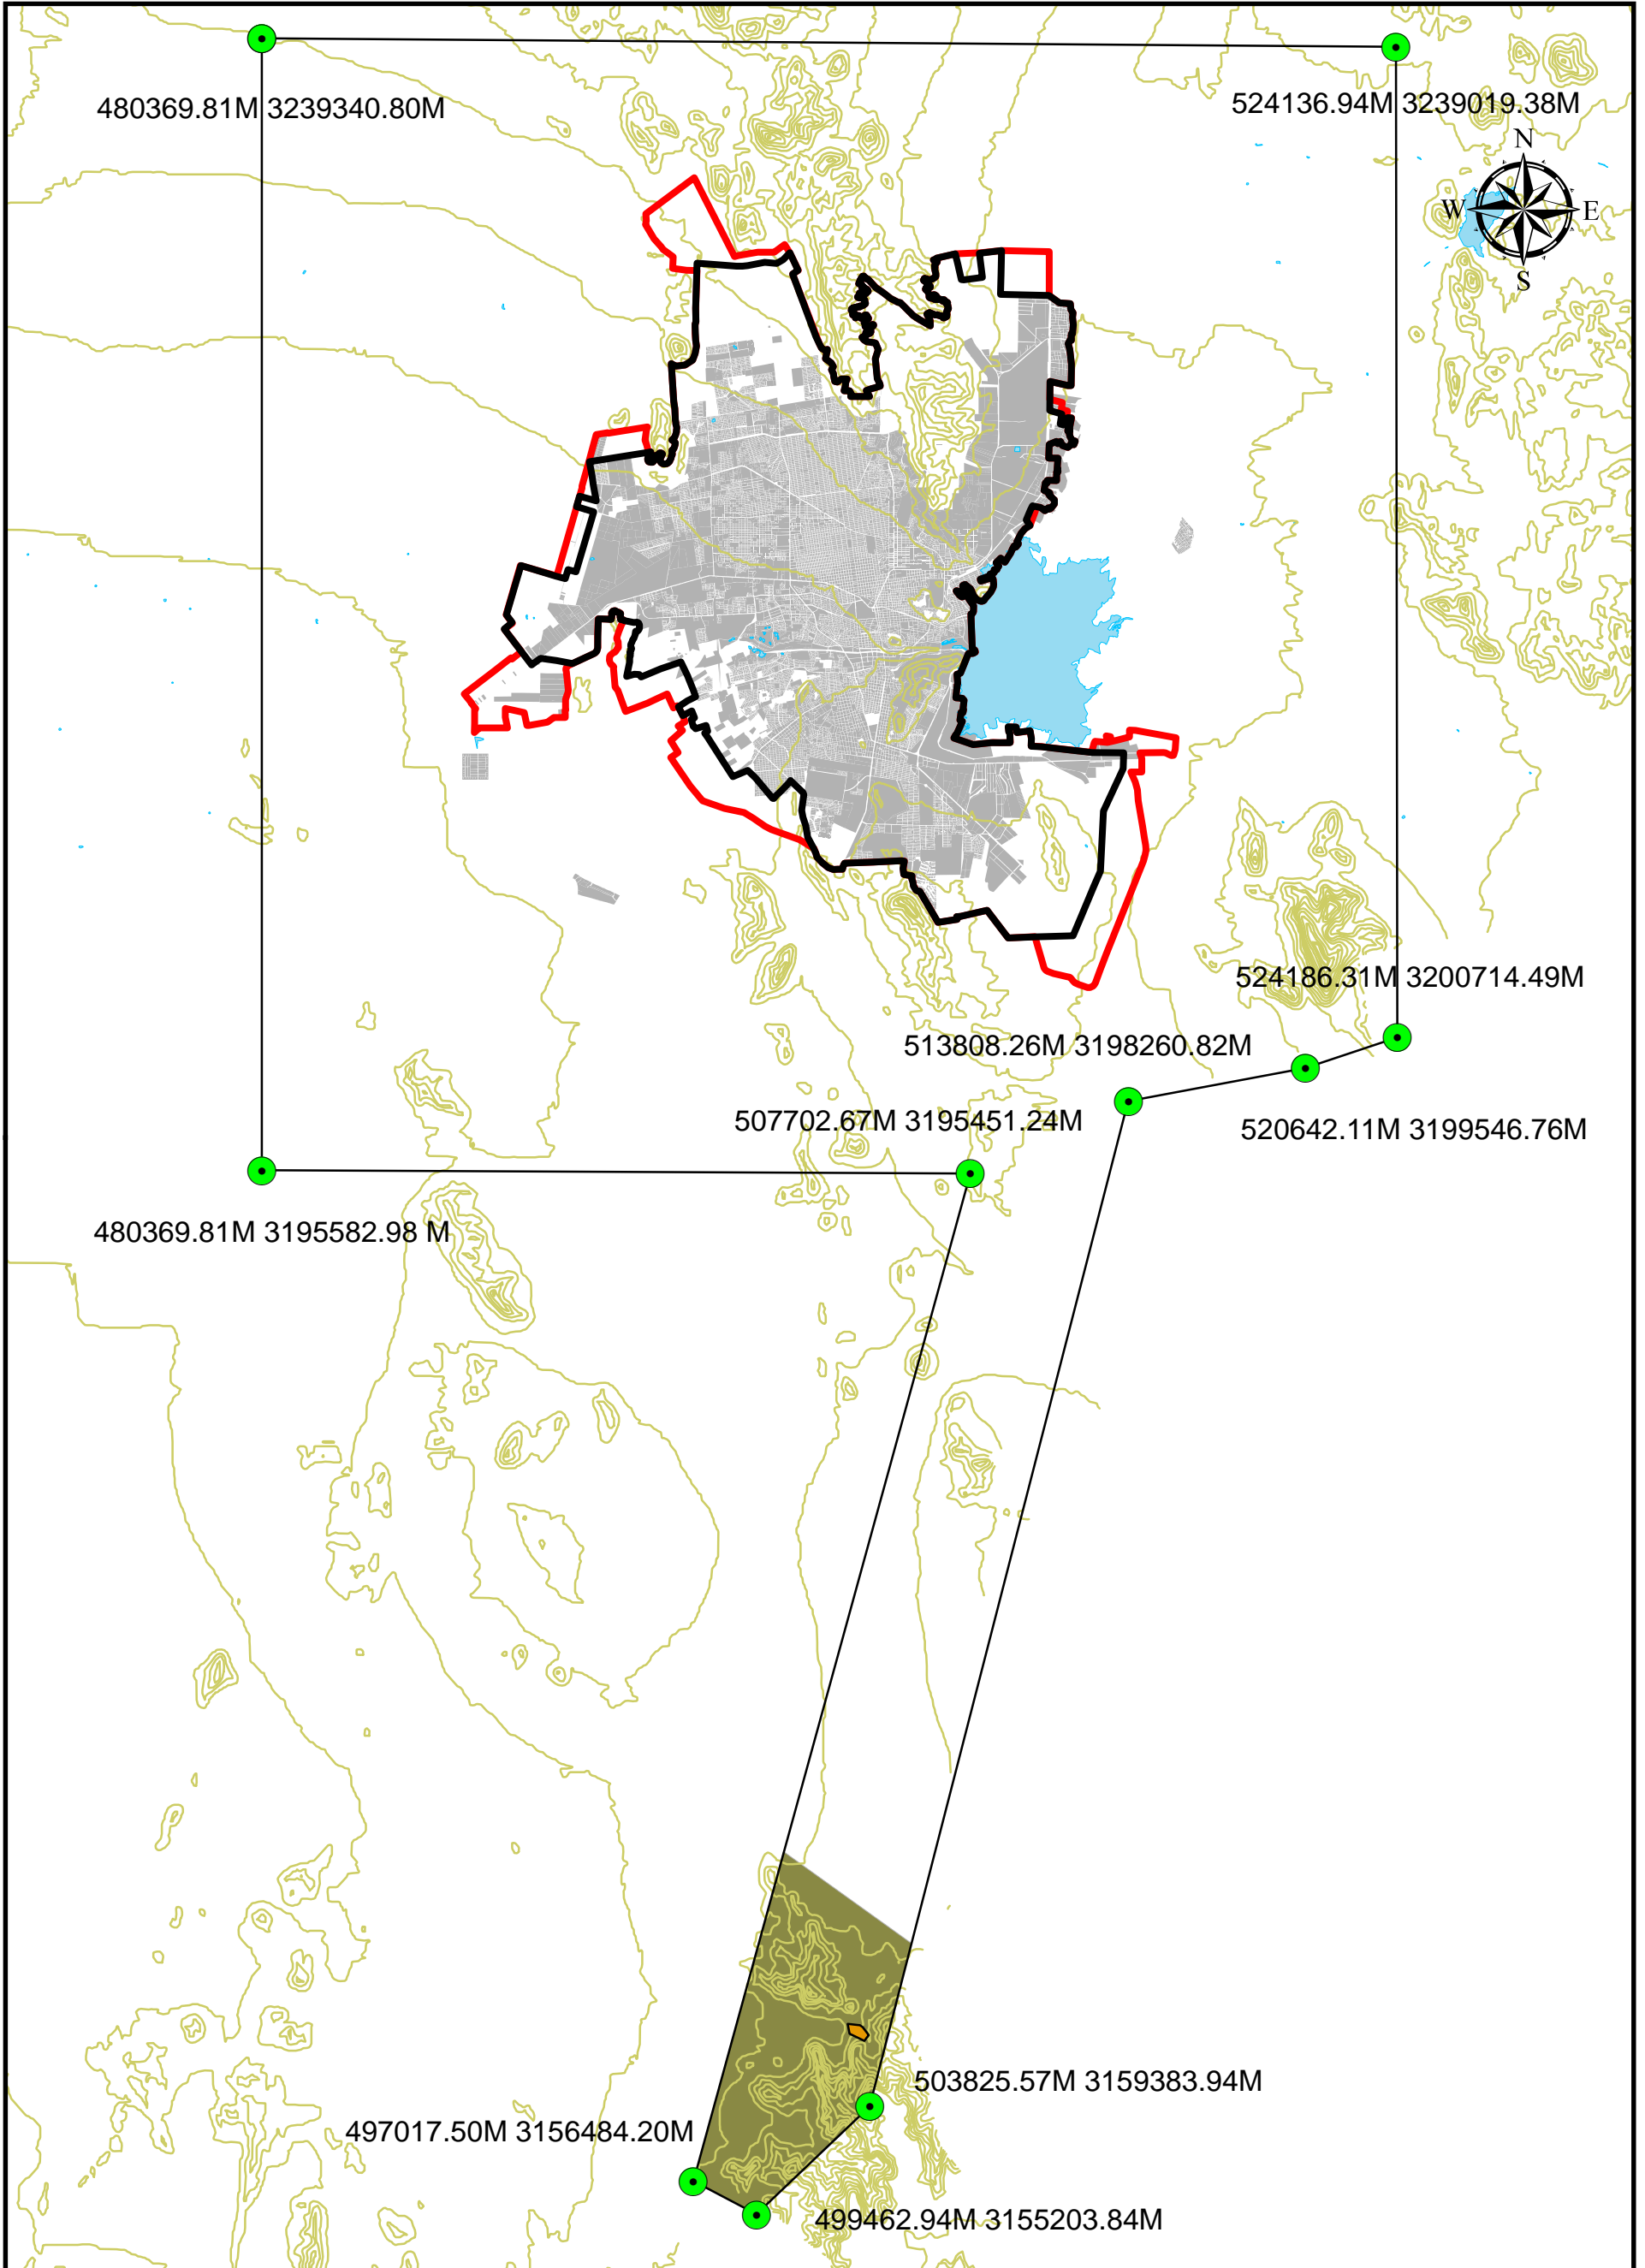 480369.81M 3239340.80M
524136.94M 3239019.38M
N
W
E
S
524186.31M 3200714.49M
513808.26M 3198260.82M
507702.67M 3195451.24M
520642.11M 3199546.76M
480369.81M 3195582.98 M
503825.57M 3159383.94M
497017.50M 3156484.20M
499462.94M 3155203.84M